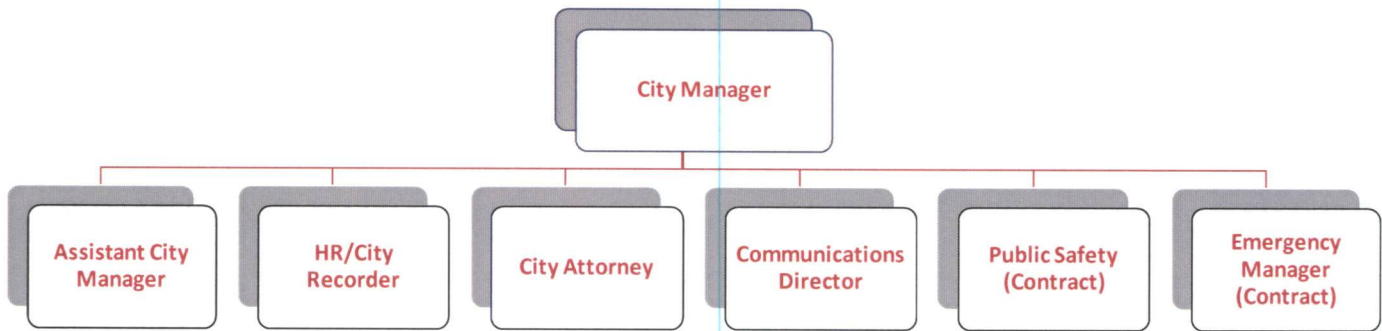 City Manager
Assistant City
Manager
HR/City
Recorder
City Attorney
Communications
Director
Public Safety
(Contract)
Emergency
Manager
(Contract)